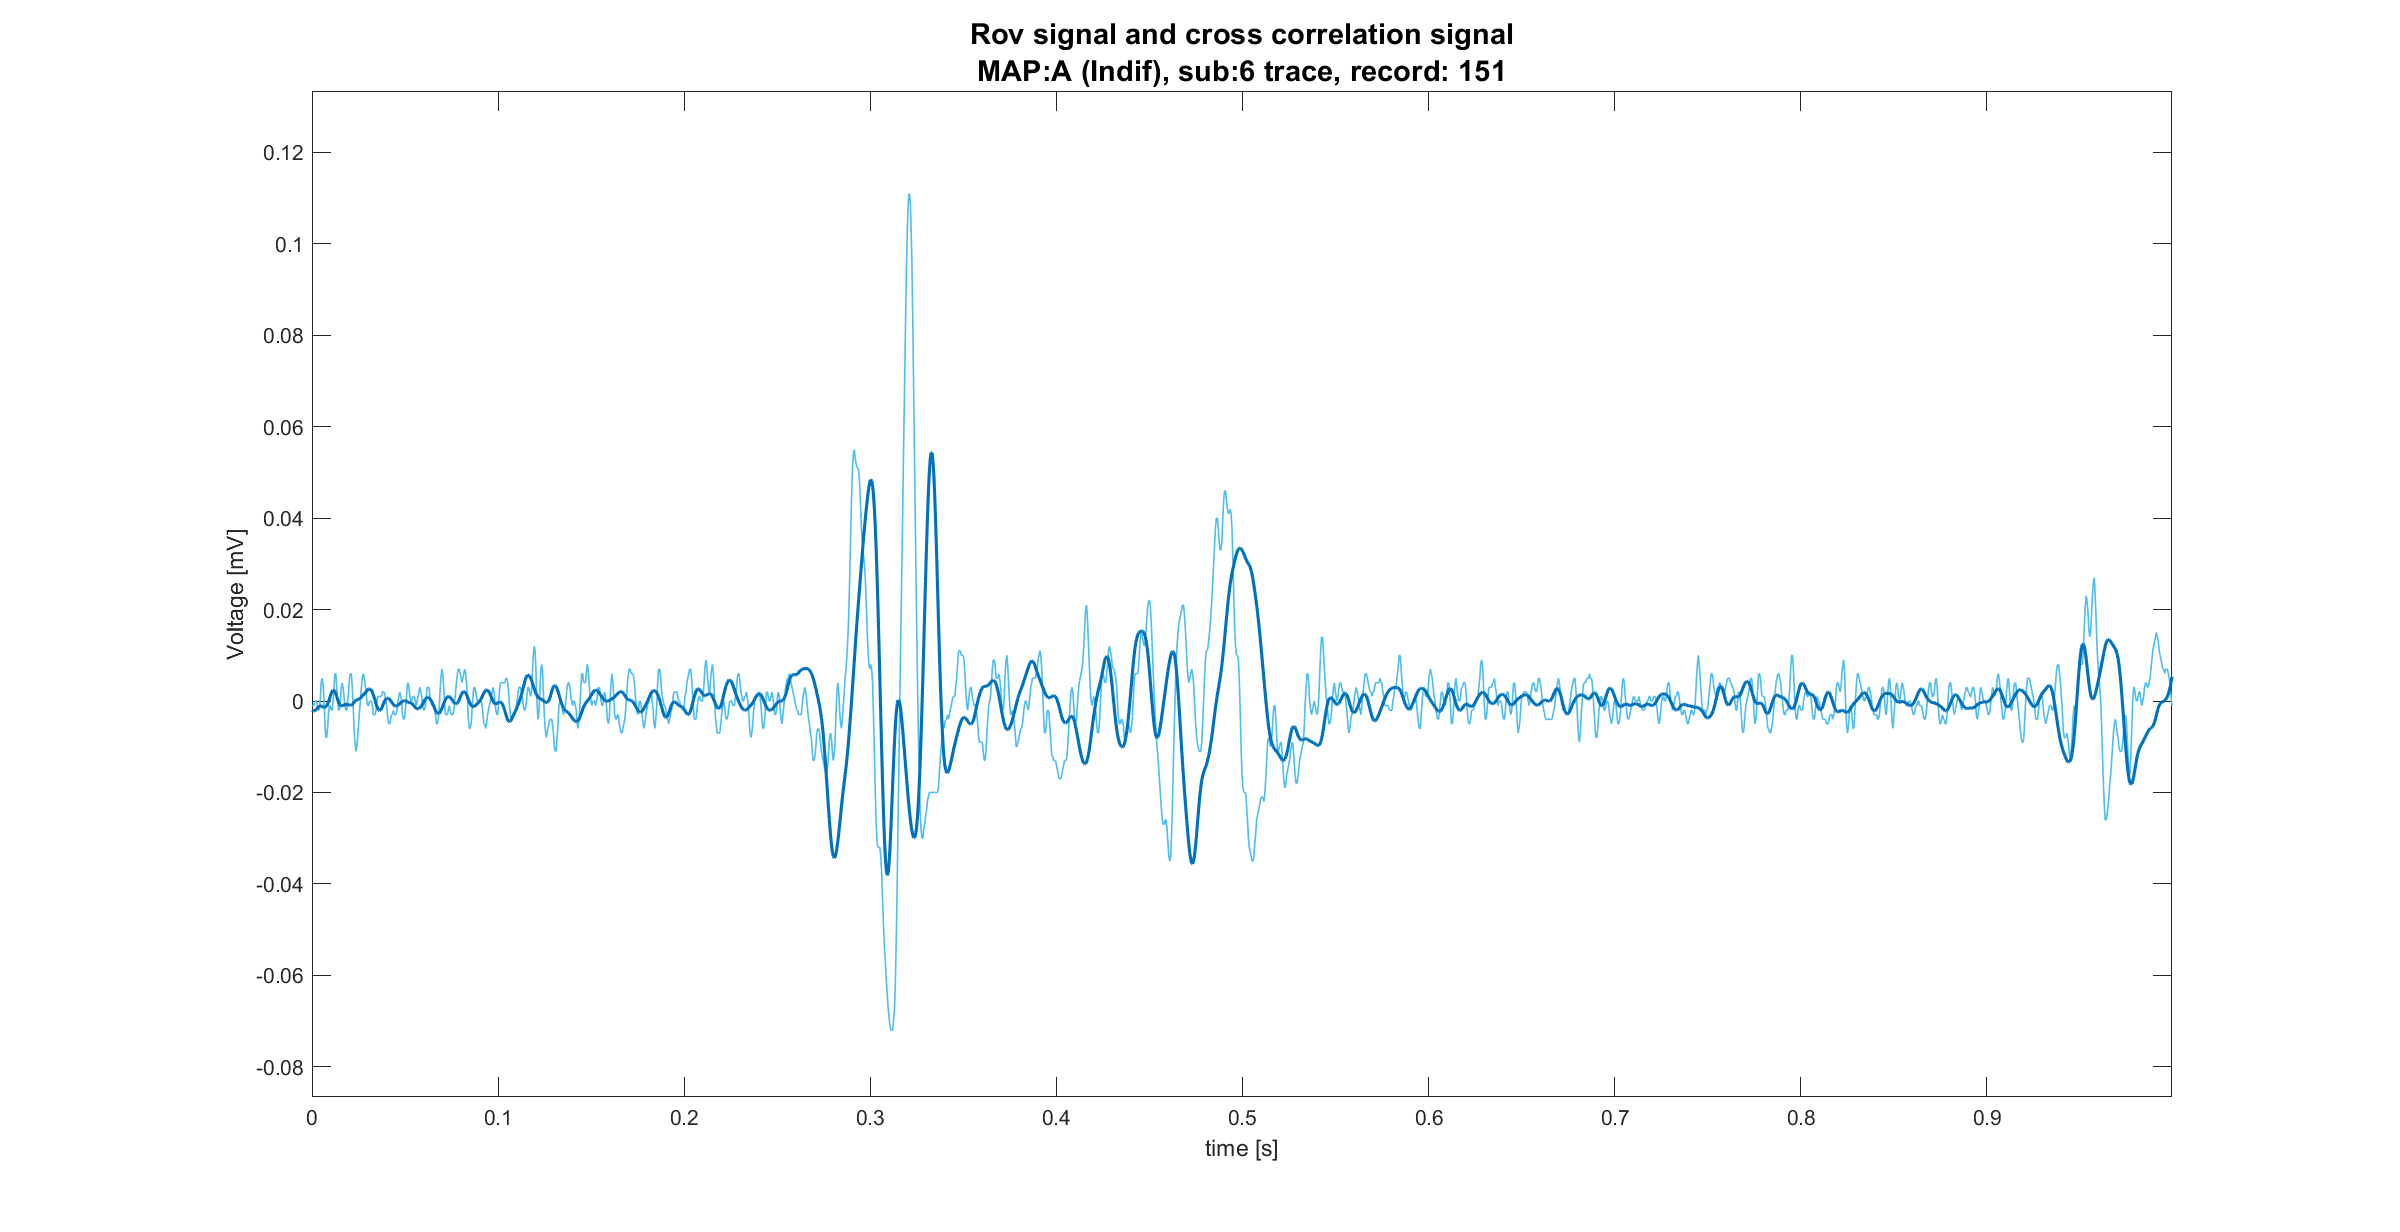 Rov signal and cross correlation signal
MAP:A (Indif), sub:6 trace, record: 151
0.12
0.1
0.08
0.06
0.04
0.02
0
-0.02
-0.04
-0.06
-0.08
Voltage [mV]
0 0.1 0.2 0.3 0.4 0.5 0.6 0.7 0.8 0.9
time [s]